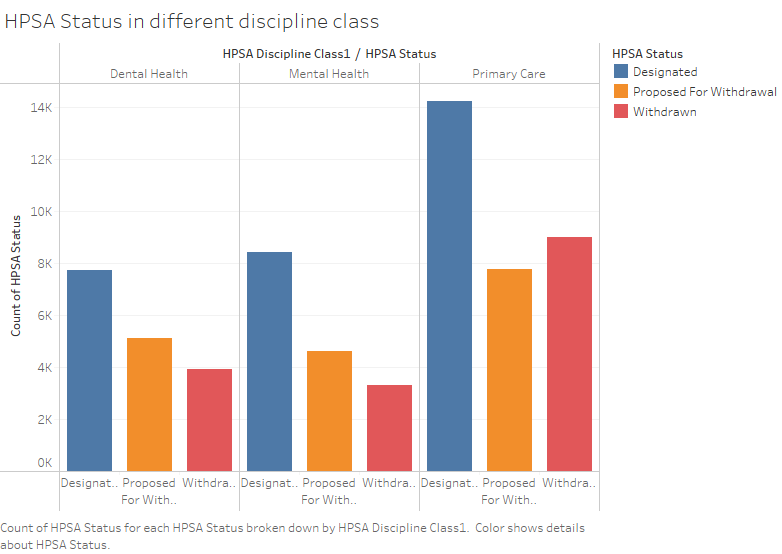 HPSA Status in different discipline class
HPSA Discipline Class1 / HPSA Status
Dental Health
Mental Health
Primary Care
HPSA Status
Designated
Proposed For Withdrawal
Withdrawn
Count of HPSA Status
14K
12K
10K
8K
6K
4K
2K
0K
Designat..
Proposed
For With..
Withdra..
Designat..
Proposed
For With..
Withdra..
Designat..
Proposed
For With..
Withdra..
Count of HPSA Status for each HPSA Status broken down by HPSA Discipline Class1. Color shows details
about HPSA Status.